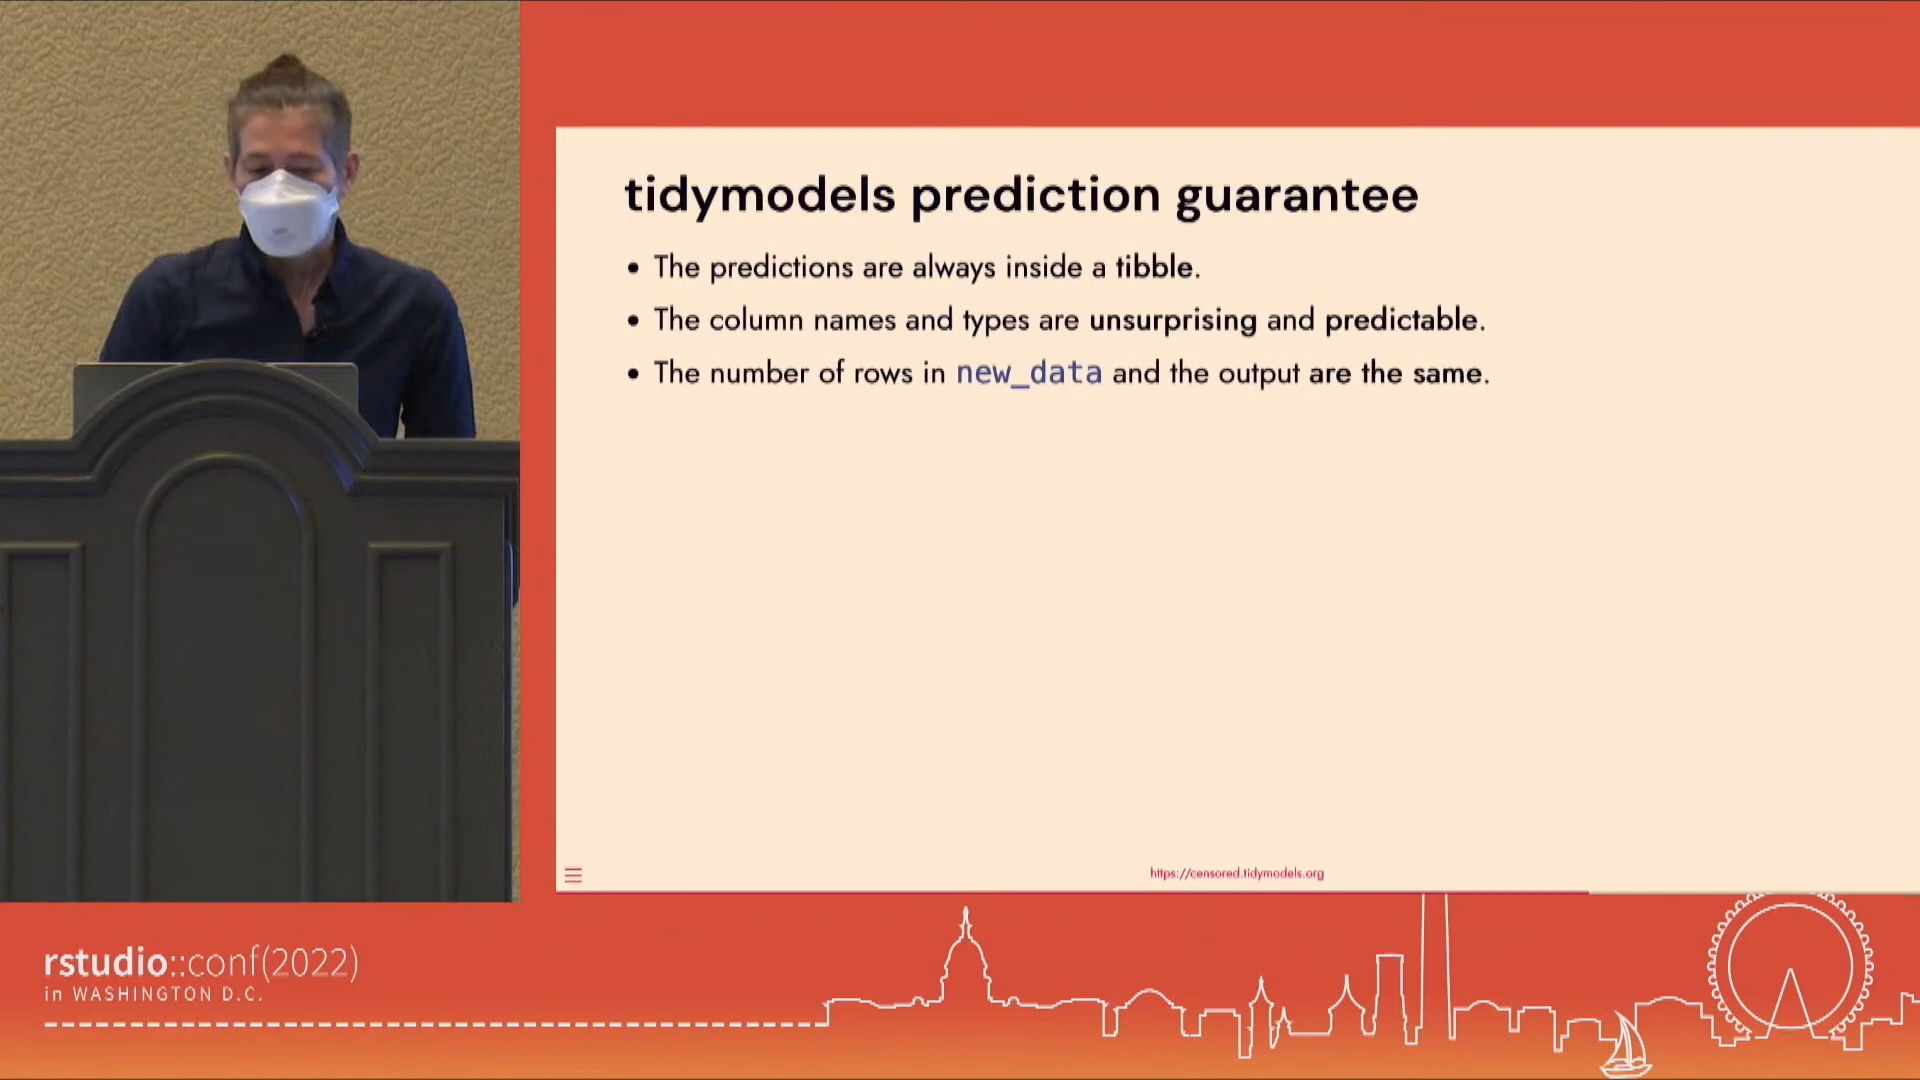 tidymodels prediction guarantee
• The predictions are always inside a tibble.
• The column names and types are unsurprising and predictable.
• The number of rows in new_data and the output are the same.
https://censored.tidymodels.org
rstudio::conf(2022)
in WASHINGTON D.C.